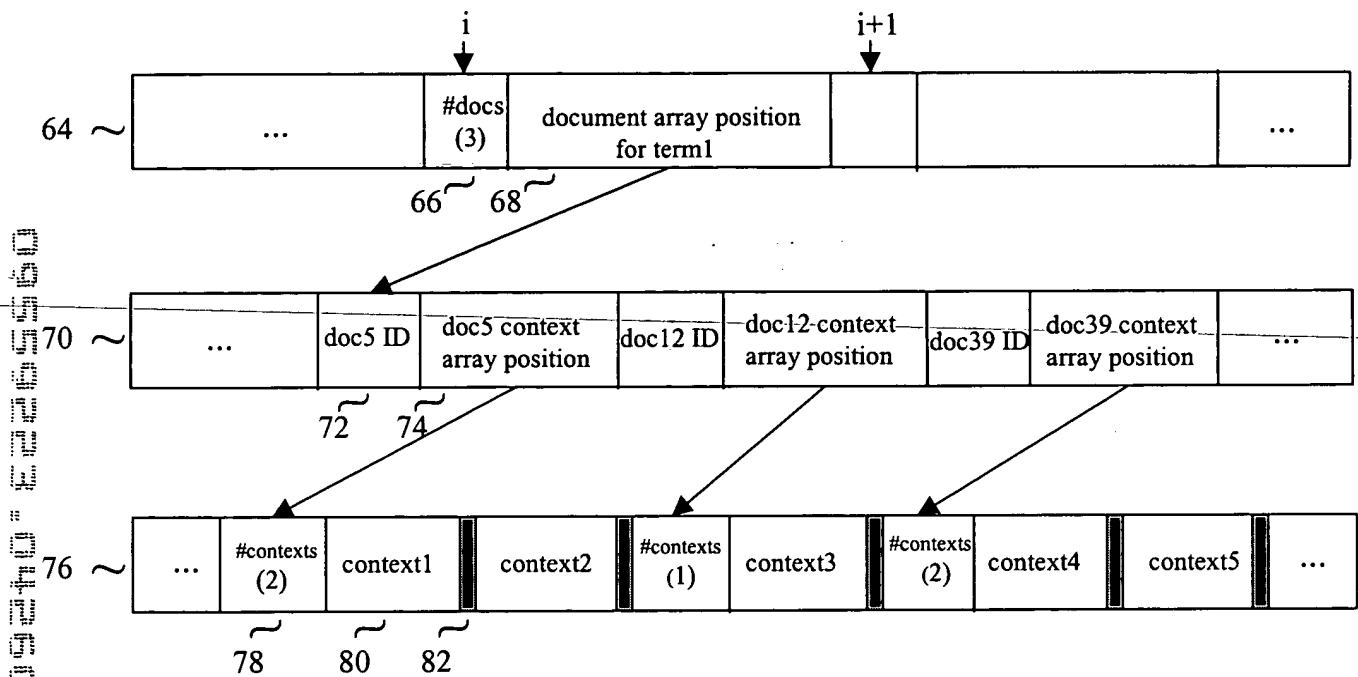 i
i+1
64
...
#docs
(3)
document array position
for term1
...
66
68
70
...
doc5 ID
doc5 context
array position
doc12 ID
doc12 context
array position
doc39 ID
doc39 context
array position
...
72
74
76
...
#contexts
(2)
context1
context2
#contexts
(1)
context3
#contexts
(2)
context4
context5
...
78
80
82